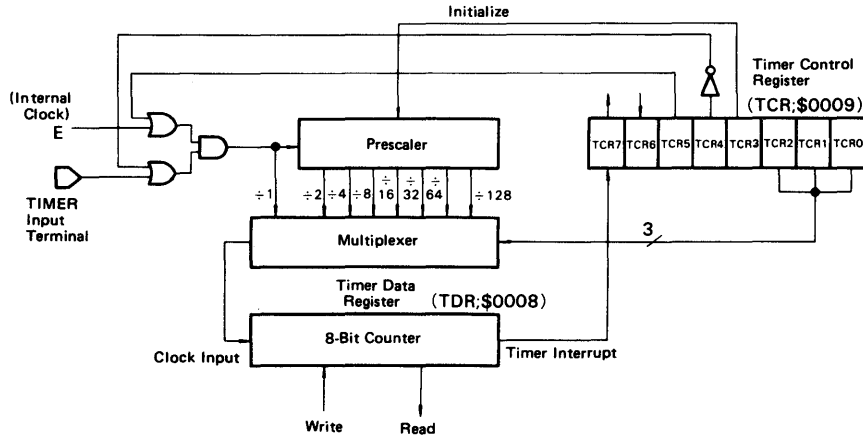 Initialize
Timer Control
Register
(TCR;$0009)
(Internal
Clock)
E
TCR7 TCR6 TCR5 TCR4 TCR3 TCR2 TCR1 TCR0
Prescaler
TIMER
Input
Terminal
÷1 ÷2 ÷4 ÷8 ÷16 ÷32 ÷64 ÷128
Multiplexer
3
Timer Data
Register (TDR;$0008)
8-Bit Counter
Clock Input
Timer Interrupt
Write
Read